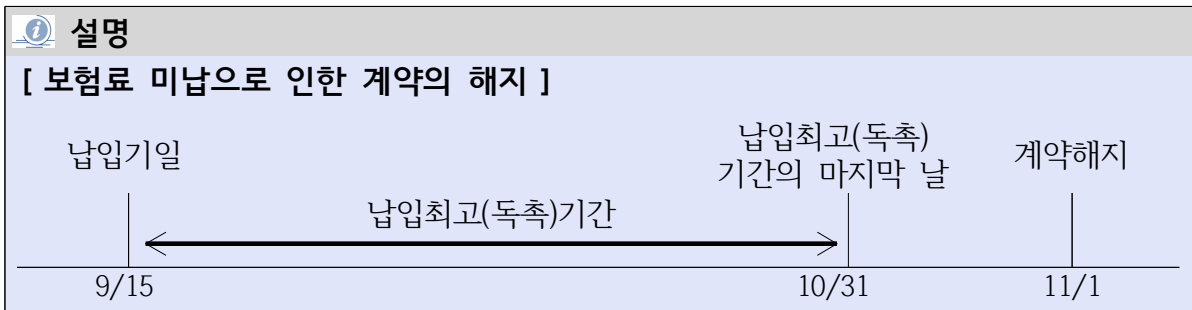 설명
[ 보험료 미납으로 인한 계약의 해지 ]
납입기일
납입최고(독촉)
기간의 마지막 날
계약해지
납입최고(독촉)기간
9/15
10/31
11/1